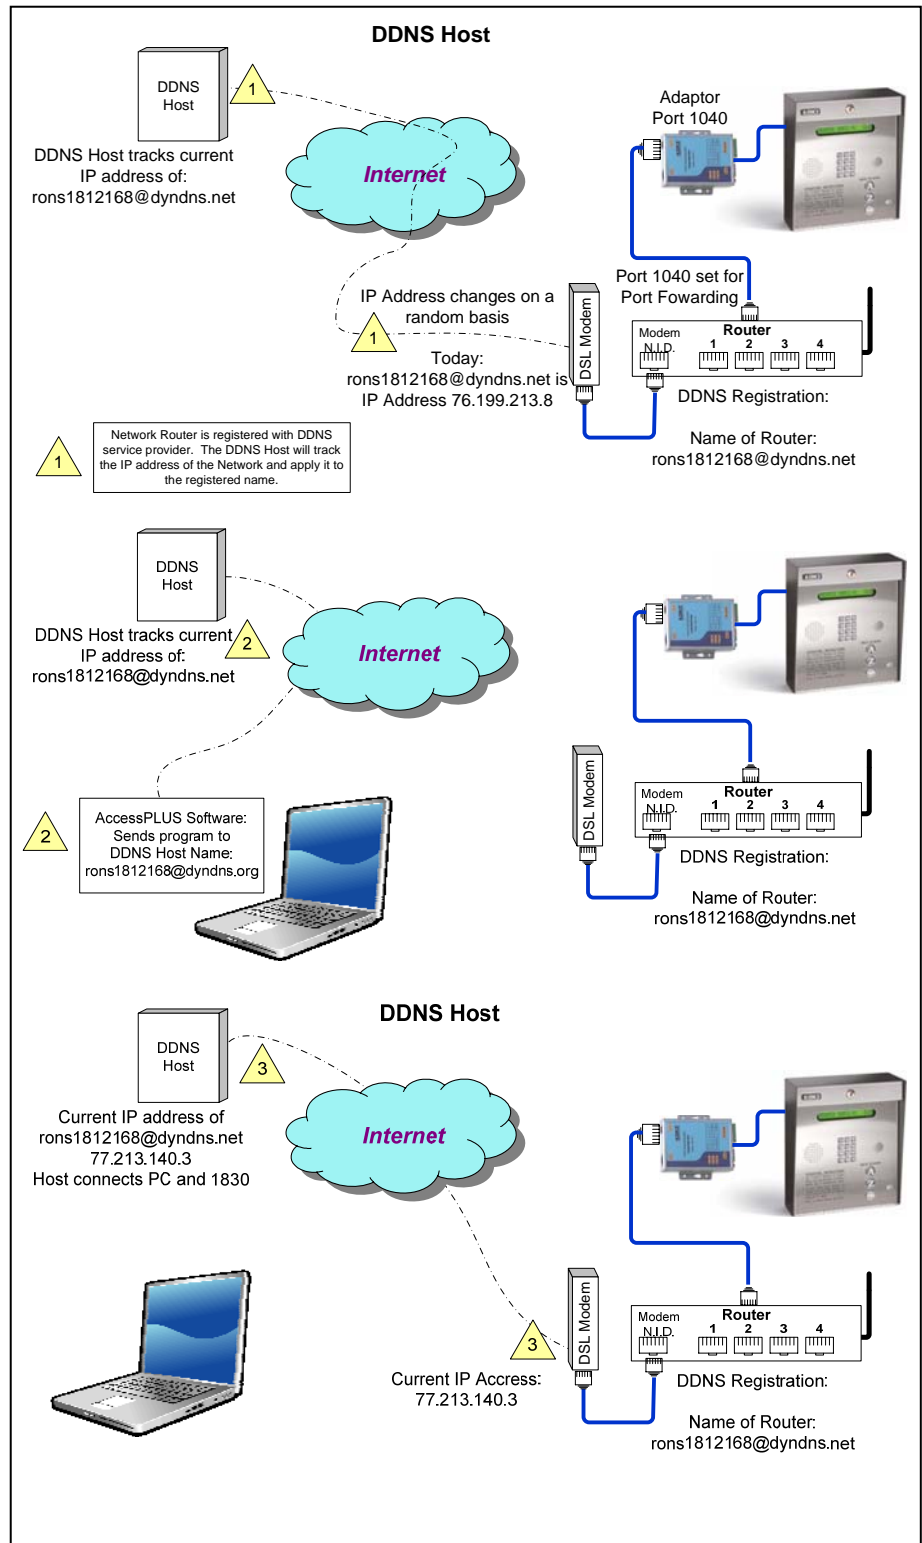 DDNS Host
DDNS
Host
1
DDNS Host tracks current
IP address of:
rons1812168@dyndns.net
Internet
Adaptor
Port 1040
Port 1040 set for
Port Fowarding
IP Address changes on a
random basis
1
Today:
rons1812168@dyndns.net is
IP Address 76.199.213.8
DSL Modem
Modem
N.I.D.
Router
1 2 3 4
DDNS Registration:
Name of Router:
rons1812168@dyndns.net
1
Network Router is registered with DDNS
service provider. The DDNS Host will track
the IP address of the Network and apply it to
the registered name.
DDNS
Host
DDNS Host tracks current
IP address of:
rons1812168@dyndns.net
2
Internet
2
AccessPLUS Software:
Sends program to
DDNS Host Name:
rons1812168@dyndns.org
DSL Modem
Modem
N.I.D.
Router
1 2 3 4
DDNS Registration:
Name of Router:
rons1812168@dyndns.net
DDNS Host
DDNS
Host
3
Current IP address of
rons1812168@dyndns.net
77.213.140.3
Host connects PC and 1830
Internet
3
Current IP Accress:
77.213.140.3
DSL Modem
Modem
N.I.D.
Router
1 2 3 4
DDNS Registration:
Name of Router:
rons1812168@dyndns.net